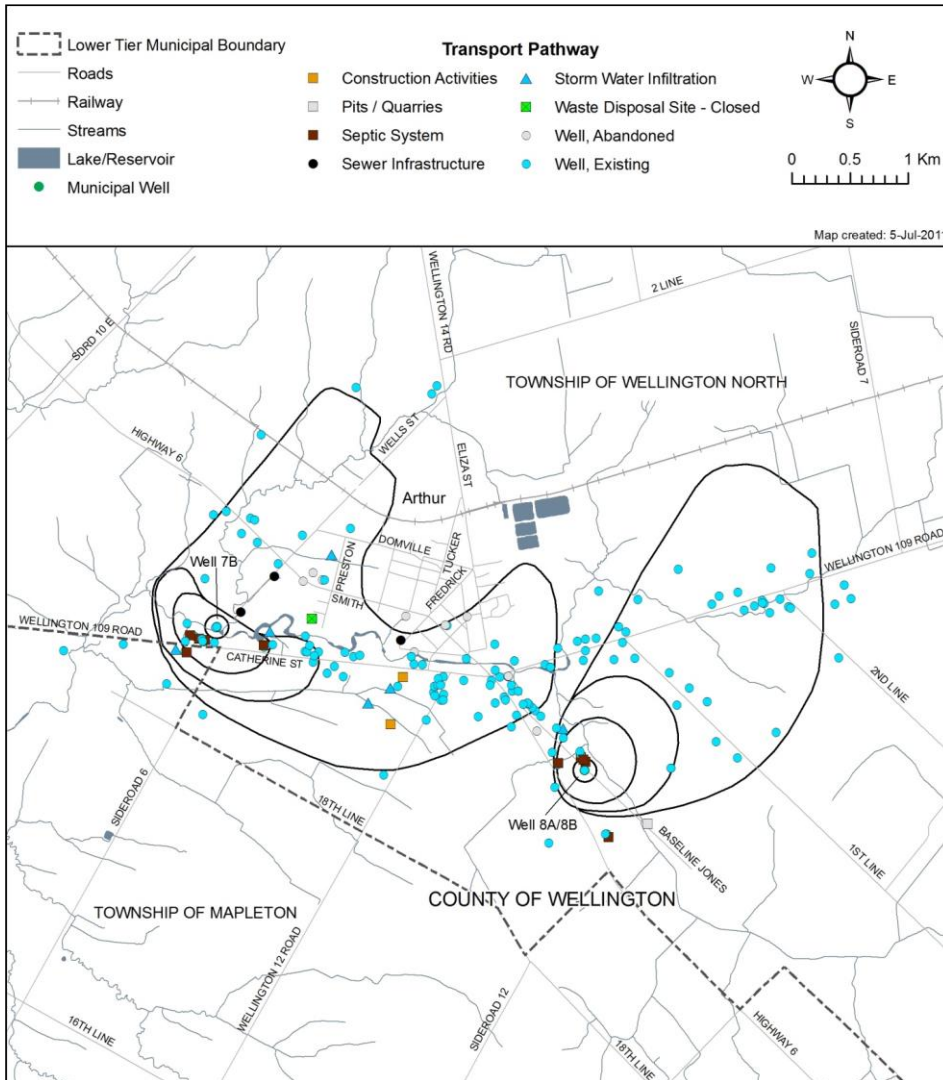 Lower Tier Municipal Boundary
Roads
Railway
Streams
Lake/Reservoir
Municipal Well
Transport Pathway
Construction Activities
Pits / Quarries
Septic System
Sewer Infrastructure
Storm Water Infiltration
Waste Disposal Site - Closed
Well, Abandoned
Well, Existing
N
W E
S
0 0.5 1 Km
Map created: 5-Jul-2011
WELLINGTON 14 RD
2 LINE
SIDEROAD 7
SDRD 10 E
TOWNSHIP OF WELLINGTON NORTH
HIGHWAY 6
WELLS ST
ELIZA ST
Arthur
DOMVILLE
TUCKER
PRESTON
FREDRICK
SMITH
Well 7B
WELLINGTON 109 ROAD
WELLINGTON 109 ROAD
CATHERINE ST
2ND LINE
SIDEROAD 6
18TH LINE
Well 8A/8B
BASELINE JONES
1ST LINE
COUNTY OF WELLINGTON
TOWNSHIP OF MAPLETON
WELLINGTON 12 ROAD
SIDEROAD 12
16TH LINE
18TH LINE
HIGHWAY 6